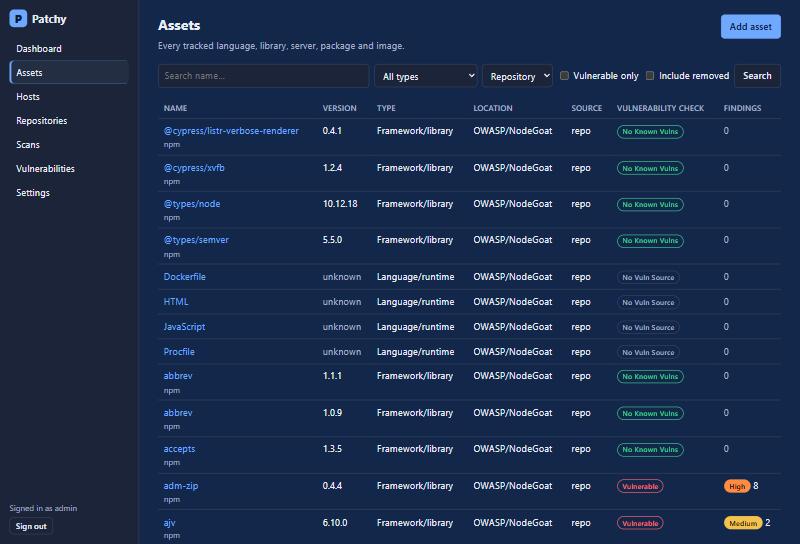 P Patchy
Dashboard
Assets
Hosts
Repositories
Scans
Vulnerabilities
Settings
Signed in as admin
Sign out
Assets
Add asset
Every tracked language, library, server, package and image.
Search name... All types Repository Vulnerable only Include removed Search
NAME VERSION TYPE LOCATION SOURCE VULNERABILITY CHECK FINDINGS
@cypress/listr-verbose-renderer 0.4.1 Framework/library OWASP/NodeGoat repo No Known Vulns 0
npm
@cypress/xvfb 1.2.4 Framework/library OWASP/NodeGoat repo No Known Vulns 0
npm
@types/node 10.12.18 Framework/library OWASP/NodeGoat repo No Known Vulns 0
npm
@types/semver 5.5.0 Framework/library OWASP/NodeGoat repo No Known Vulns 0
npm
Dockerfile unknown Language/runtime OWASP/NodeGoat repo No Vuln Source 0
HTML unknown Language/runtime OWASP/NodeGoat repo No Vuln Source 0
JavaScript unknown Language/runtime OWASP/NodeGoat repo No Vuln Source 0
Procfile unknown Language/runtime OWASP/NodeGoat repo No Vuln Source 0
abbrev 1.1.1 Framework/library OWASP/NodeGoat repo No Known Vulns 0
npm
abbrev 1.0.9 Framework/library OWASP/NodeGoat repo No Known Vulns 0
npm
accepts 1.3.5 Framework/library OWASP/NodeGoat repo No Known Vulns 0
npm
adm-zip 0.4.4 Framework/library OWASP/NodeGoat repo Vulnerable High 8
npm
ajv 6.10.0 Framework/library OWASP/NodeGoat repo Vulnerable Medium 2
npm